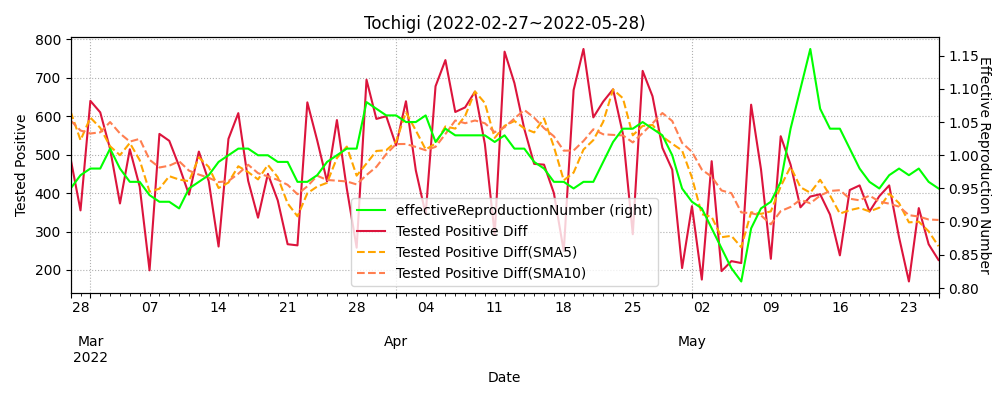 Tochigi (2022-02-27~2022-05-28)
800
700
600
500
400
300
200
Tested Positive
1.15
1.10
1.05
1.00
0.95
0.90
0.85
0.80
Effective Reproduction Number
effectiveReproductionNumber (right)
Tested Positive Diff
Tested Positive Diff(SMA5)
Tested Positive Diff(SMA10)
28 07 14 21 28 04 11 18 25 02 09 16 23
Mar Apr May
2022
Date